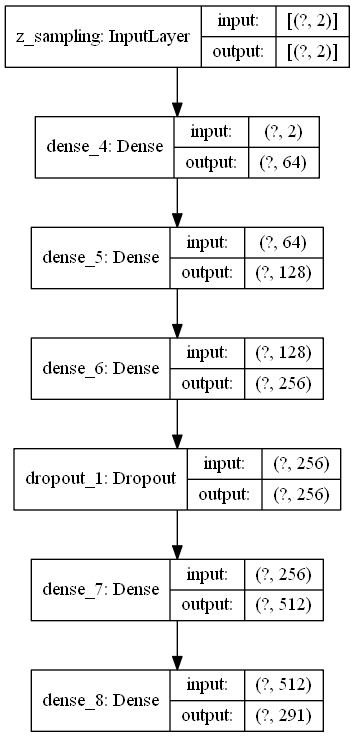 z_sampling: InputLayer
input: [(?, 2)]
output: [(?, 2)]
dense_4: Dense
input: (?, 2)
output: (?, 64)
dense_5: Dense
input: (?, 64)
output: (?, 128)
dense_6: Dense
input: (?, 128)
output: (?, 256)
dropout_1: Dropout
input: (?, 256)
output: (?, 256)
dense_7: Dense
input: (?, 256)
output: (?, 512)
dense_8: Dense
input: (?, 512)
output: (?, 291)